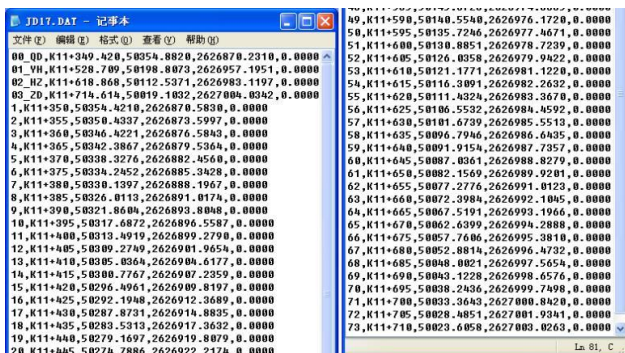 JD17.DAT - 记事本
文件(F) 编辑(E) 格式(O) 查看(V) 帮助(H)
00_QD,K11+349.420,50354.8820,2626870.2310,0.0000
01_YH,K11+528.709,50198.8073,2626957.1951,0.0000
02_HZ,K11+618.868,50112.5371,2626983.1197,0.0000
03_ZD,K11+714.614,50019.1032,2627004.0342,0.0000
1,K11+350,50354.4210,2626870.5830,0.0000
2,K11+355,50350.4337,2626873.5997,0.0000
3,K11+360,50346.4221,2626876.5843,0.0000
4,K11+365,50342.3867,2626879.5364,0.0000
5,K11+370,50338.3276,2626882.4560,0.0000
6,K11+375,50334.2452,2626885.3428,0.0000
7,K11+380,50330.1397,2626888.1967,0.0000
8,K11+385,50326.0113,2626891.0174,0.0000
9,K11+390,50321.8604,2626893.8048,0.0000
10,K11+395,50317.6872,2626896.5587,0.0000
11,K11+400,50313.4919,2626899.2790,0.0000
12,K11+405,50309.2749,2626901.9654,0.0000
13,K11+410,50305.0364,2626904.6177,0.0000
14,K11+415,50300.7767,2626907.2359,0.0000
15,K11+420,50296.4961,2626909.8197,0.0000
16,K11+425,50292.1948,2626912.3689,0.0000
17,K11+430,50287.8731,2626914.8835,0.0000
18,K11+435,50283.5313,2626917.3632,0.0000
19,K11+440,50279.1697,2626919.8079,0.0000
20,K11+445,50274.7886,2626922.2174,0.0000
49,K11+590,50140.5540,2626976.1720,0.0000
50,K11+595,50135.7246,2626977.4671,0.0000
51,K11+600,50130.8851,2626978.7239,0.0000
52,K11+605,50126.0358,2626979.9422,0.0000
53,K11+610,50121.1771,2626981.1220,0.0000
54,K11+615,50116.3091,2626982.2632,0.0000
55,K11+620,50111.4324,2626983.3670,0.0000
56,K11+625,50106.5532,2626984.4592,0.0000
57,K11+630,50101.6739,2626985.5513,0.0000
58,K11+635,50096.7946,2626986.6435,0.0000
59,K11+640,50091.9154,2626987.7357,0.0000
60,K11+645,50087.0361,2626988.8279,0.0000
61,K11+650,50082.1569,2626989.9201,0.0000
62,K11+655,50077.2776,2626991.0123,0.0000
63,K11+660,50072.3984,2626992.1045,0.0000
64,K11+665,50067.5191,2626993.1966,0.0000
65,K11+670,50062.6399,2626994.2888,0.0000
66,K11+675,50057.7606,2626995.3810,0.0000
67,K11+680,50052.8814,2626996.4732,0.0000
68,K11+685,50048.0021,2626997.5654,0.0000
69,K11+690,50043.1228,2626998.6576,0.0000
70,K11+695,50038.2436,2626999.7498,0.0000
71,K11+700,50033.3643,2627000.8420,0.0000
72,K11+705,50028.4851,2627001.9341,0.0000
73,K11+710,50023.6058,2627003.0263,0.0000
Ln 81, C